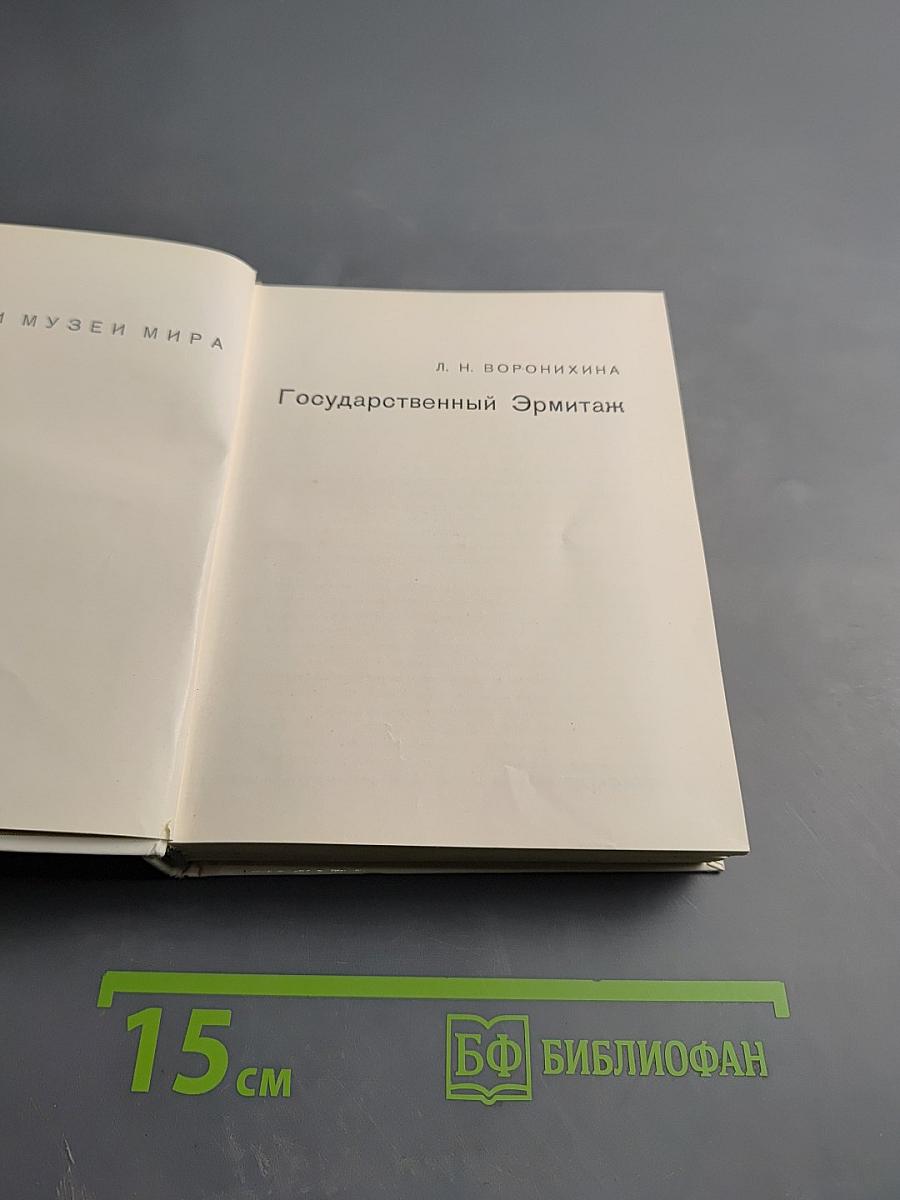 И МУЗЕИ МИРА
Л. Н. ВОРОНИХИНА
Государственный Эрмитаж
15 см
БФ БИБЛИОФАН